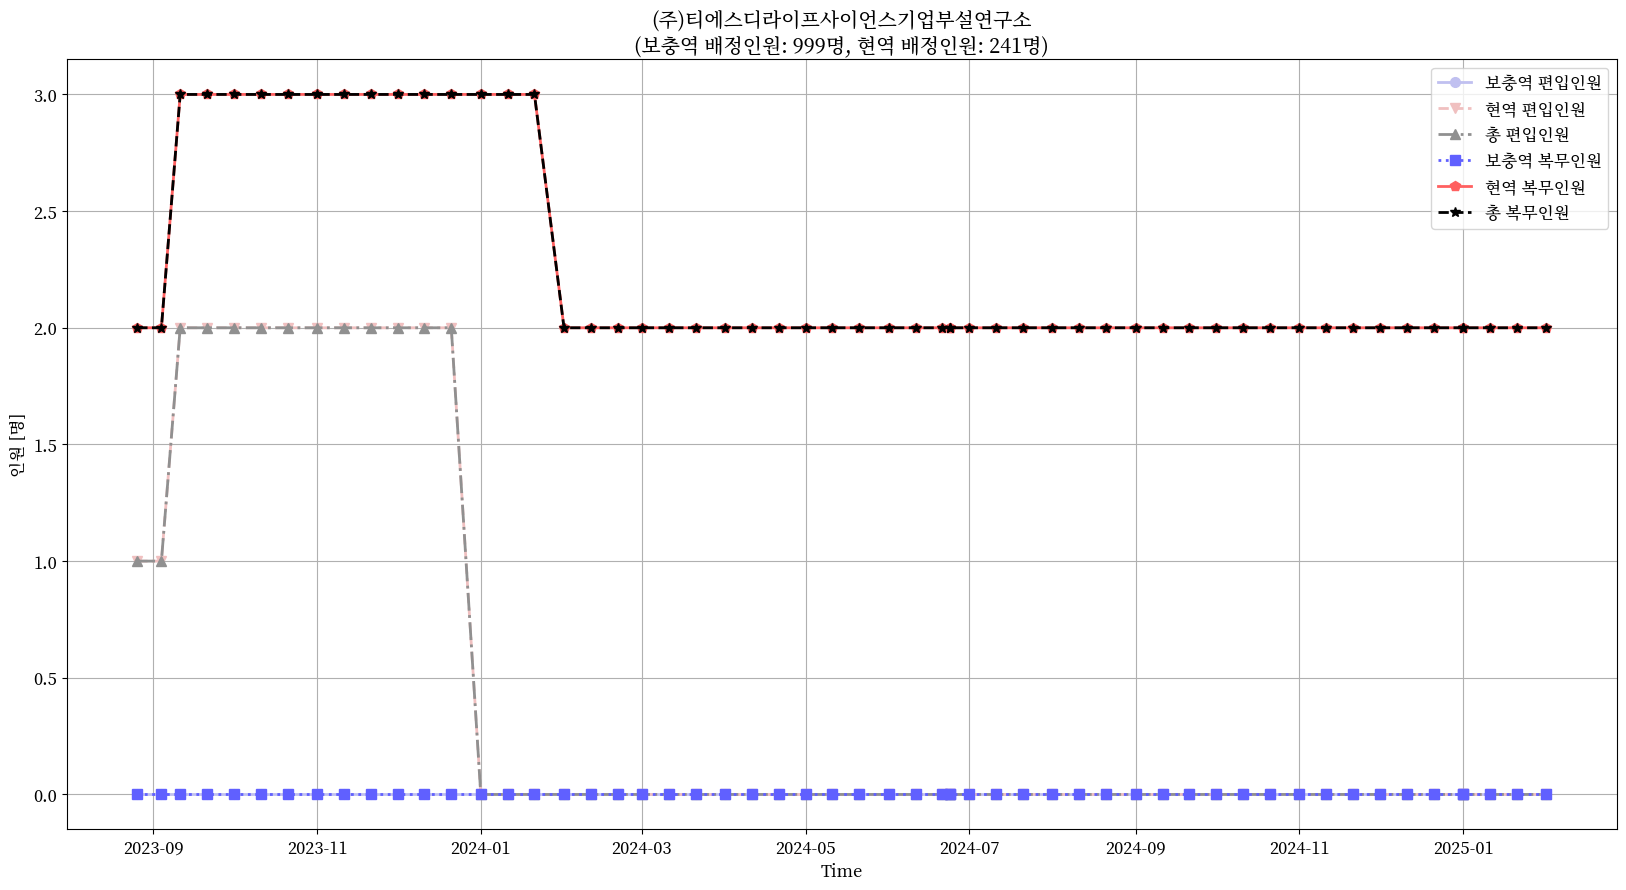 (주)티에스디라이프사이언스기업부설연구소
(보충역 배정인원: 999명, 현역 배정인원: 241명)
보충역 편입인원
현역 편입인원
총 편입인원
보충역 복무인원
현역 복무인원
총 복무인원
3.0
2.5
2.0
1.5
1.0
0.5
0.0
인원 [명]
2023-09 2023-11 2024-01 2024-03 2024-05 2024-07 2024-09 2024-11 2025-01
Time